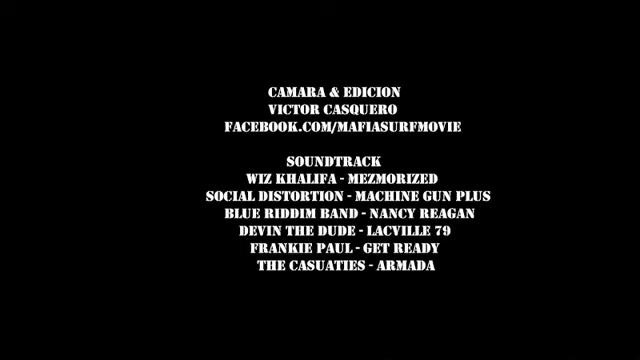 CAMARA & EDICION
VICTOR CASQUERO
FACEBOOK.COM/MAFIASURFMOVIE
SOUNDTRACK
WIZ KHALIFA - MEZMORIZED
SOCIAL DISTORTION - MACHINE GUN PLUS
BLUE RIDDIM BAND - NANCY REAGAN
DEVIN THE DUDE - LACVILLE 79
FRANKIE PAUL - GET READY
THE CASUATIES - ARMADA